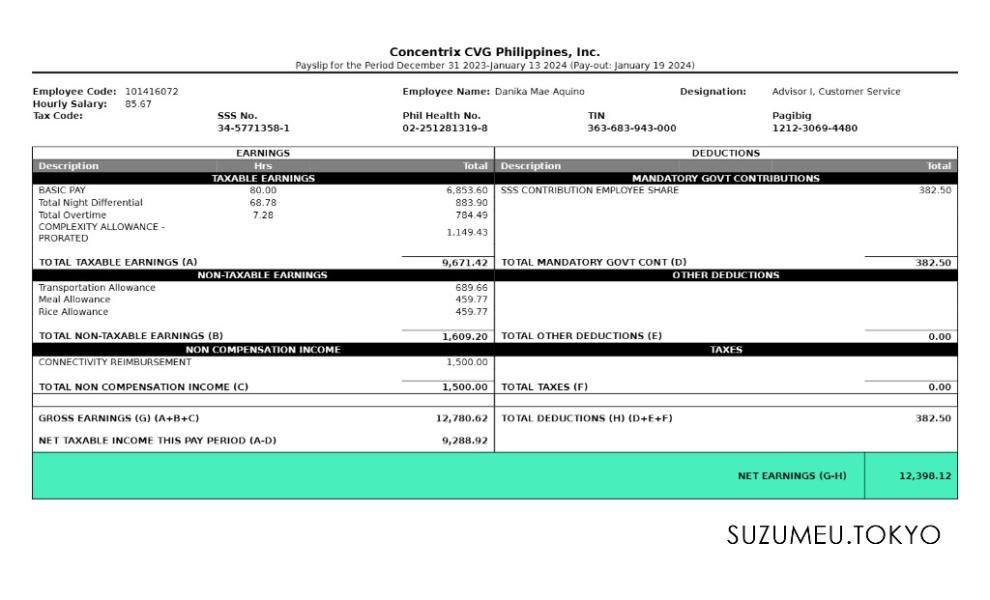 Concentrix CVG Philippines, Inc.
Payslip for the Period December 31 2023-January 13 2024 (Pay-out: January 19 2024)
Employee Code: 101416072 Employee Name: Danika Mae Aquino Designation: Advisor I, Customer Service
Hourly Salary: 85.67
Tax Code: SSS No. Phil Health No. TIN Pagibig
34-5771358-1 02-251281319-8 363-683-943-000 1212-3069-4480
EARNINGS DEDUCTIONS
Description Hrs Total Description Total
TAXABLE EARNINGS MANDATORY GOVT CONTRIBUTIONS
BASIC PAY 80.00 6,853.60 SSS CONTRIBUTION EMPLOYEE SHARE 382.50
Total Night Differential 68.78 883.90
Total Overtime 7.28 784.49
COMPLEXITY ALLOWANCE -
PRORATED 1,149.43
TOTAL TAXABLE EARNINGS (A) 9,671.42 TOTAL MANDATORY GOVT CONT (D) 382.50
NON-TAXABLE EARNINGS OTHER DEDUCTIONS
Transportation Allowance 689.66
Meal Allowance 459.77
Rice Allowance 459.77
TOTAL NON-TAXABLE EARNINGS (B) 1,609.20 TOTAL OTHER DEDUCTIONS (E) 0.00
NON COMPENSATION INCOME TAXES
CONNECTIVITY REIMBURSEMENT 1,500.00
TOTAL NON COMPENSATION INCOME (C) 1,500.00 TOTAL TAXES (F) 0.00
GROSS EARNINGS (G) (A+B+C) 12,780.62 TOTAL DEDUCTIONS (H) (D+E+F) 382.50
NET TAXABLE INCOME THIS PAY PERIOD (A-D) 9,288.92
NET EARNINGS (G-H) 12,398.12
SUZUMEU.TOKYO